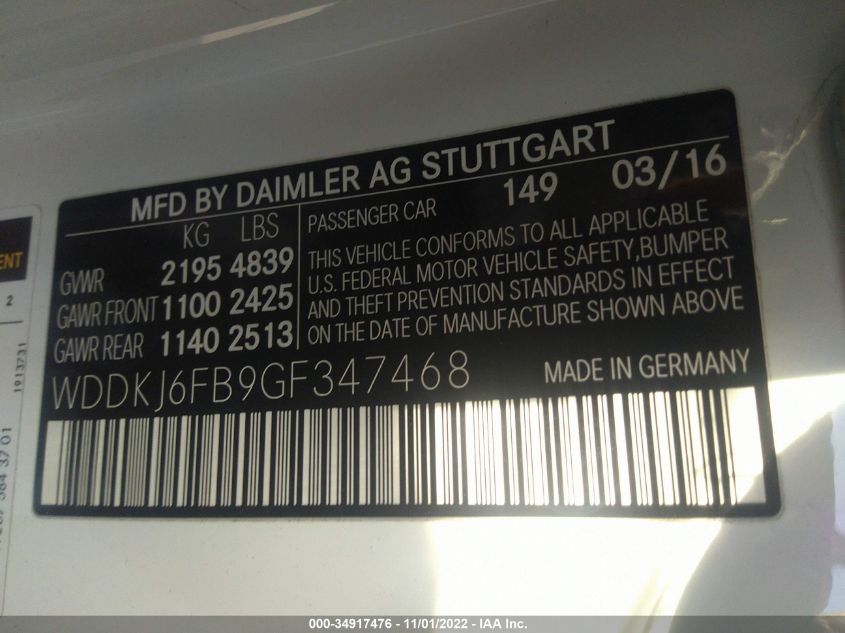 MFD BY DAIMLER AG STUTTGART
KG LBS
GVWR 2195 4839
GAWR FRONT 1100 2425
GAWR REAR 1140 2513
PASSENGER CAR 149 03/16
THIS VEHICLE CONFORMS TO ALL APPLICABLE
U.S. FEDERAL MOTOR VEHICLE SAFETY,BUMPER
AND THEFT PREVENTION STANDARDS IN EFFECT
ON THE DATE OF MANUFACTURE SHOWN ABOVE
WDDKJ6FB9GF347468 MADE IN GERMANY
ENT
2
1913731
000-34917476 - 11/01/2022 - IAA Inc.